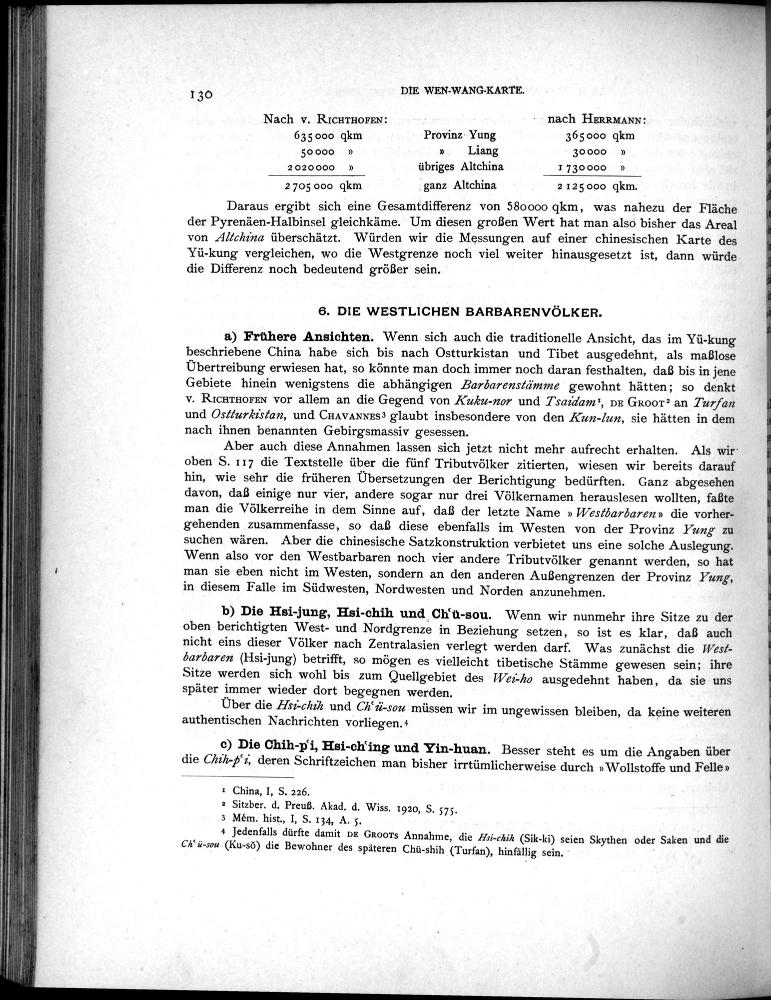 130 DIE WEN-WANG-KARTE.
Nach v. RICHTHOFEN: nach HERRMANN:
635000 qkm Provinz Yung 365000 qkm
50000 » » Liang 30000 »
2020000 » übriges Altchina 1730000 »
2705000 qkm ganz Altchina 2125000 qkm.
Daraus ergibt sich eine Gesamtdifferenz von 580000 qkm, was nahezu der Fläche
der Pyrenäen-Halbinsel gleichkäme. Um diesen großen Wert hat man also bisher das Areal
von Altchina überschätzt. Würden wir die Messungen auf einer chinesischen Karte des
Yü-kung vergleichen, wo die Westgrenze noch viel weiter hinausgesetzt ist, dann würde
die Differenz noch bedeutend größer sein.
6. DIE WESTLICHEN BARBARENVÖLKER.
a) Frühere Ansichten. Wenn sich auch die traditionelle Ansicht, das im Yü-kung
beschriebene China habe sich bis nach Ostturkistan und Tibet ausgedehnt, als maßlose
Übertreibung erwiesen hat, so könnte man doch immer noch daran festhalten, daß bis in jene
Gebiete hinein wenigstens die abhängigen Barbarenstämme gewohnt hätten; so denkt
v. RICHTHOFEN vor allem an die Gegend von Kuku-nor und Tsaidam¹, DE GROOT² an Turfan
und Ostturkistan, und CHAVANNES³ glaubt insbesondere von den Kun-lun, sie hätten in dem
nach ihnen benannten Gebirgsmassiv gesessen.
Aber auch diese Annahmen lassen sich jetzt nicht mehr aufrecht erhalten. Als wir
oben S. 117 die Textstelle über die fünf Tributvölker zitierten, wiesen wir bereits darauf
hin, wie sehr die früheren Übersetzungen der Berichtigung bedürften. Ganz abgesehen
davon, daß einige nur vier, andere sogar nur drei Völkernamen herauslesen wollten, faßte
man die Völkerreihe in dem Sinne auf, daß der letzte Name »Westbarbaren» die vorher-
gehenden zusammenfasse, so daß diese ebenfalls im Westen von der Provinz Yung zu
suchen wären. Aber die chinesische Satzkonstruktion verbietet uns eine solche Auslegung.
Wenn also vor den Westbarbaren noch vier andere Tributvölker genannt werden, so hat
man sie eben nicht im Westen, sondern an den anderen Außengrenzen der Provinz Yung,
in diesem Falle im Südwesten, Nordwesten und Norden anzunehmen.
b) Die Hsi-jung, Hsi-chih und Chʻü-sou. Wenn wir nunmehr ihre Sitze zu der
oben berichtigten West- und Nordgrenze in Beziehung setzen, so ist es klar, daß auch
nicht eins dieser Völker nach Zentralasien verlegt werden darf. Was zunächst die West-
barbaren (Hsi-jung) betrifft, so mögen es vielleicht tibetische Stämme gewesen sein; ihre
Sitze werden sich wohl bis zum Quellgebiet des Wei-ho ausgedehnt haben, da sie uns
später immer wieder dort begegnen werden.
Über die Hsi-chih und Chʻü-sou müssen wir im ungewissen bleiben, da keine weiteren
authentischen Nachrichten vorliegen.⁴
c) Die Chih-pʻi, Hsi-chʻing und Yin-huan. Besser steht es um die Angaben über
die Chih-pʻi, deren Schriftzeichen man bisher irrtümlicherweise durch »Wollstoffe und Felle»
¹ China, I, S. 226.
² Sitzber. d. Preuß. Akad. d. Wiss. 1920, S. 575.
³ Mém. hist., I, S. 134, A. 5.
⁴ Jedenfalls dürfte damit DE GROOTS Annahme, die Hsi-chih (Sik-ki) seien Skythen oder Saken und die
Chʻü-sou (Ku-sŏ) die Bewohner des späteren Chü-shih (Turfan), hinfällig sein.